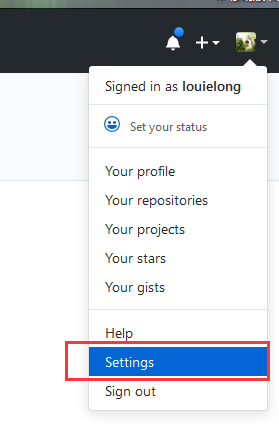 Signed in as louielong
Set your status
Your profile
Your repositories
Your projects
Your stars
Your gists
Help
Settings
Sign out